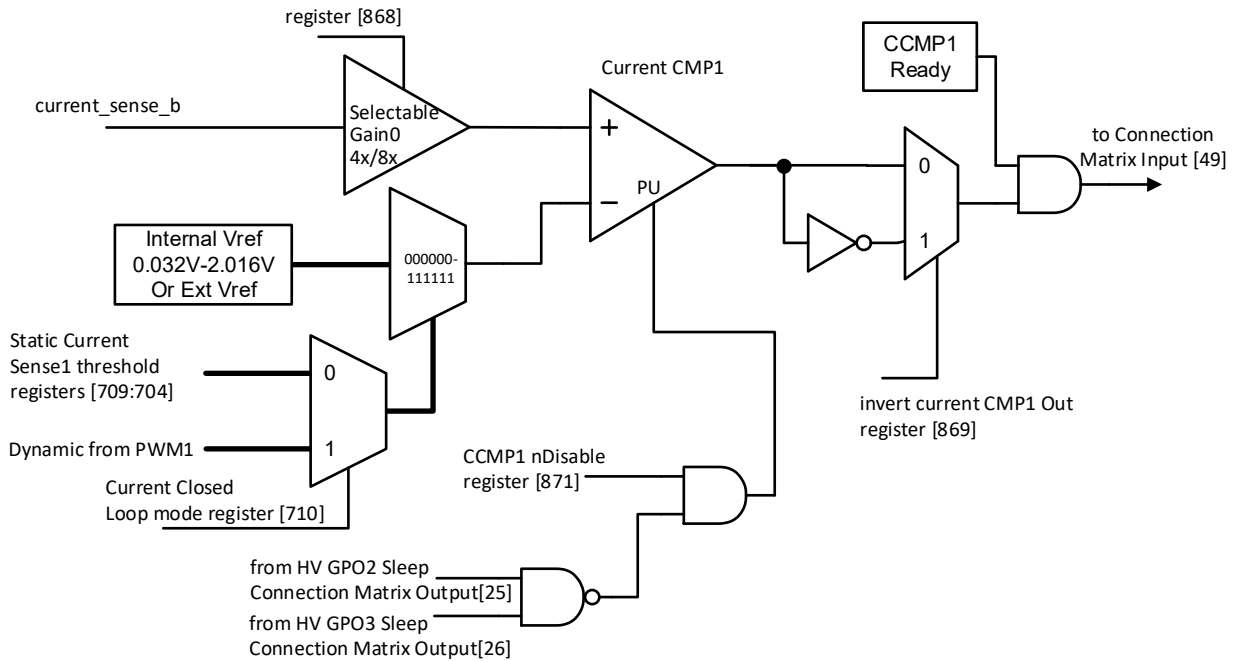 register [868]
CCMP1
Ready
Current CMP1
current_sense_b
Selectable
Gain0
4x/8x
+
−
PU
0
1
to Connection
Matrix Input [49]
Internal Vref
0.032V-2.016V
Or Ext Vref
000000-
111111
Static Current
Sense1 threshold
registers [709:704]
0
1
Dynamic from PWM1
Current Closed
Loop mode register [710]
invert current CMP1 Out
register [869]
CCMP1 nDisable
register [871]
from HV GPO2 Sleep
Connection Matrix Output[25]
from HV GPO3 Sleep
Connection Matrix Output[26]